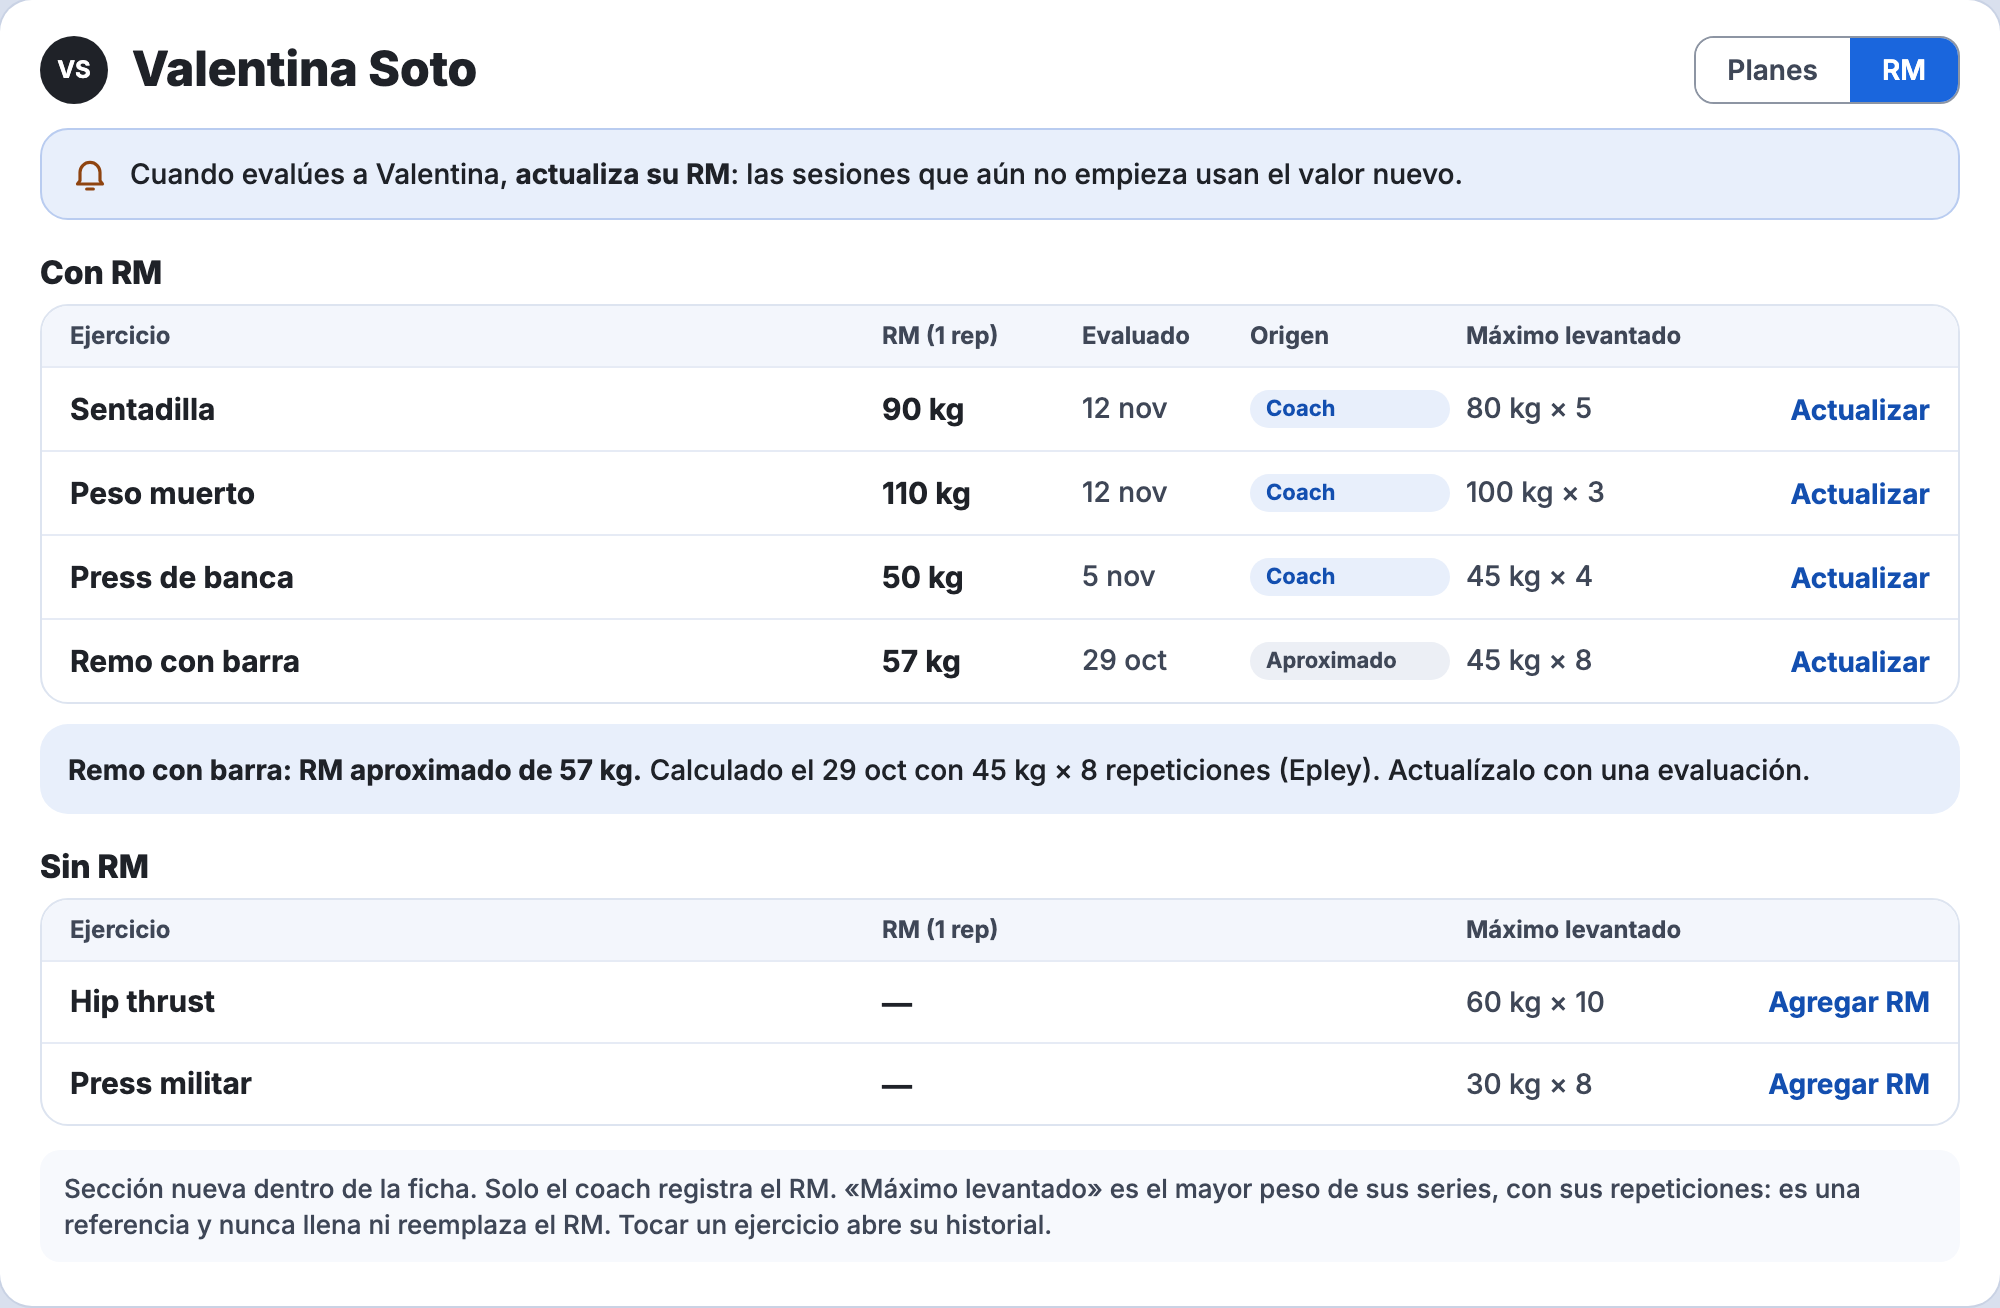 VS
Valentina Soto
Planes
RM
Cuando evalúes a Valentina, actualiza su RM: las sesiones que aún no empieza usan el valor nuevo.
Con RM
Ejercicio RM (1 rep) Evaluado Origen Máximo levantado
Sentadilla 90 kg 12 nov Coach 80 kg × 5 Actualizar
Peso muerto 110 kg 12 nov Coach 100 kg × 3 Actualizar
Press de banca 50 kg 5 nov Coach 45 kg × 4 Actualizar
Remo con barra 57 kg 29 oct Aproximado 45 kg × 8 Actualizar
Remo con barra: RM aproximado de 57 kg. Calculado el 29 oct con 45 kg × 8 repeticiones (Epley). Actualízalo con una evaluación.
Sin RM
Ejercicio RM (1 rep) Máximo levantado
Hip thrust — 60 kg × 10 Agregar RM
Press militar — 30 kg × 8 Agregar RM
Sección nueva dentro de la ficha. Solo el coach registra el RM. «Máximo levantado» es el mayor peso de sus series, con sus repeticiones: es una
referencia y nunca llena ni reemplaza el RM. Tocar un ejercicio abre su historial.